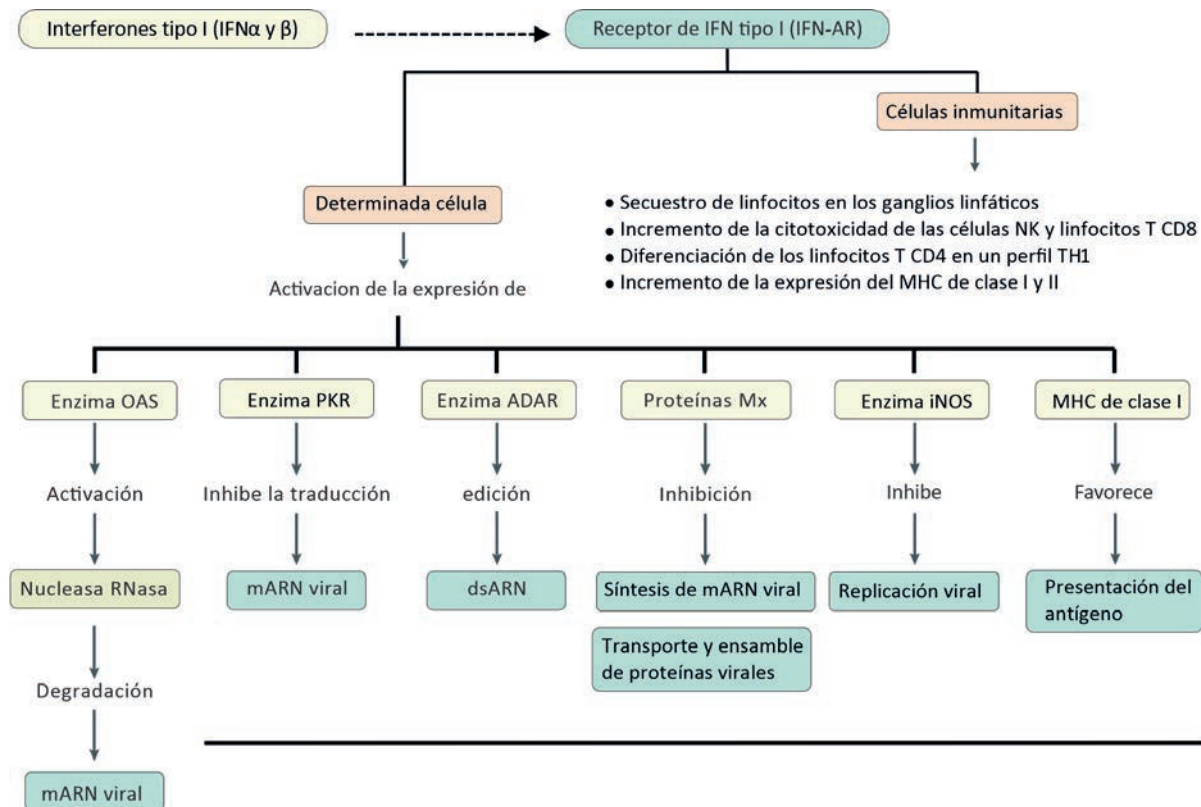 Interferones tipo I (IFNα y β)
Receptor de IFN tipo I (IFN-AR)
Células inmunitarias
Determinada célula
• Secuestro de linfocitos en los ganglios linfáticos
• Incremento de la citotoxicidad de las células NK y linfocitos T CD8
• Diferenciación de los linfocitos T CD4 en un perfil TH1
• Incremento de la expresión del MHC de clase I y II
Activacion de la expresión de
Enzima OAS
Enzima PKR
Enzima ADAR
Proteínas Mx
Enzima iNOS
MHC de clase I
Activación
Inhibe la traducción
edición
Inhibición
Inhibe
Favorece
Nucleasa RNasa
mARN viral
dsARN
Síntesis de mARN viral
Replicación viral
Presentación del
antígeno
Transporte y ensamble
de proteínas virales
Degradación
mARN viral